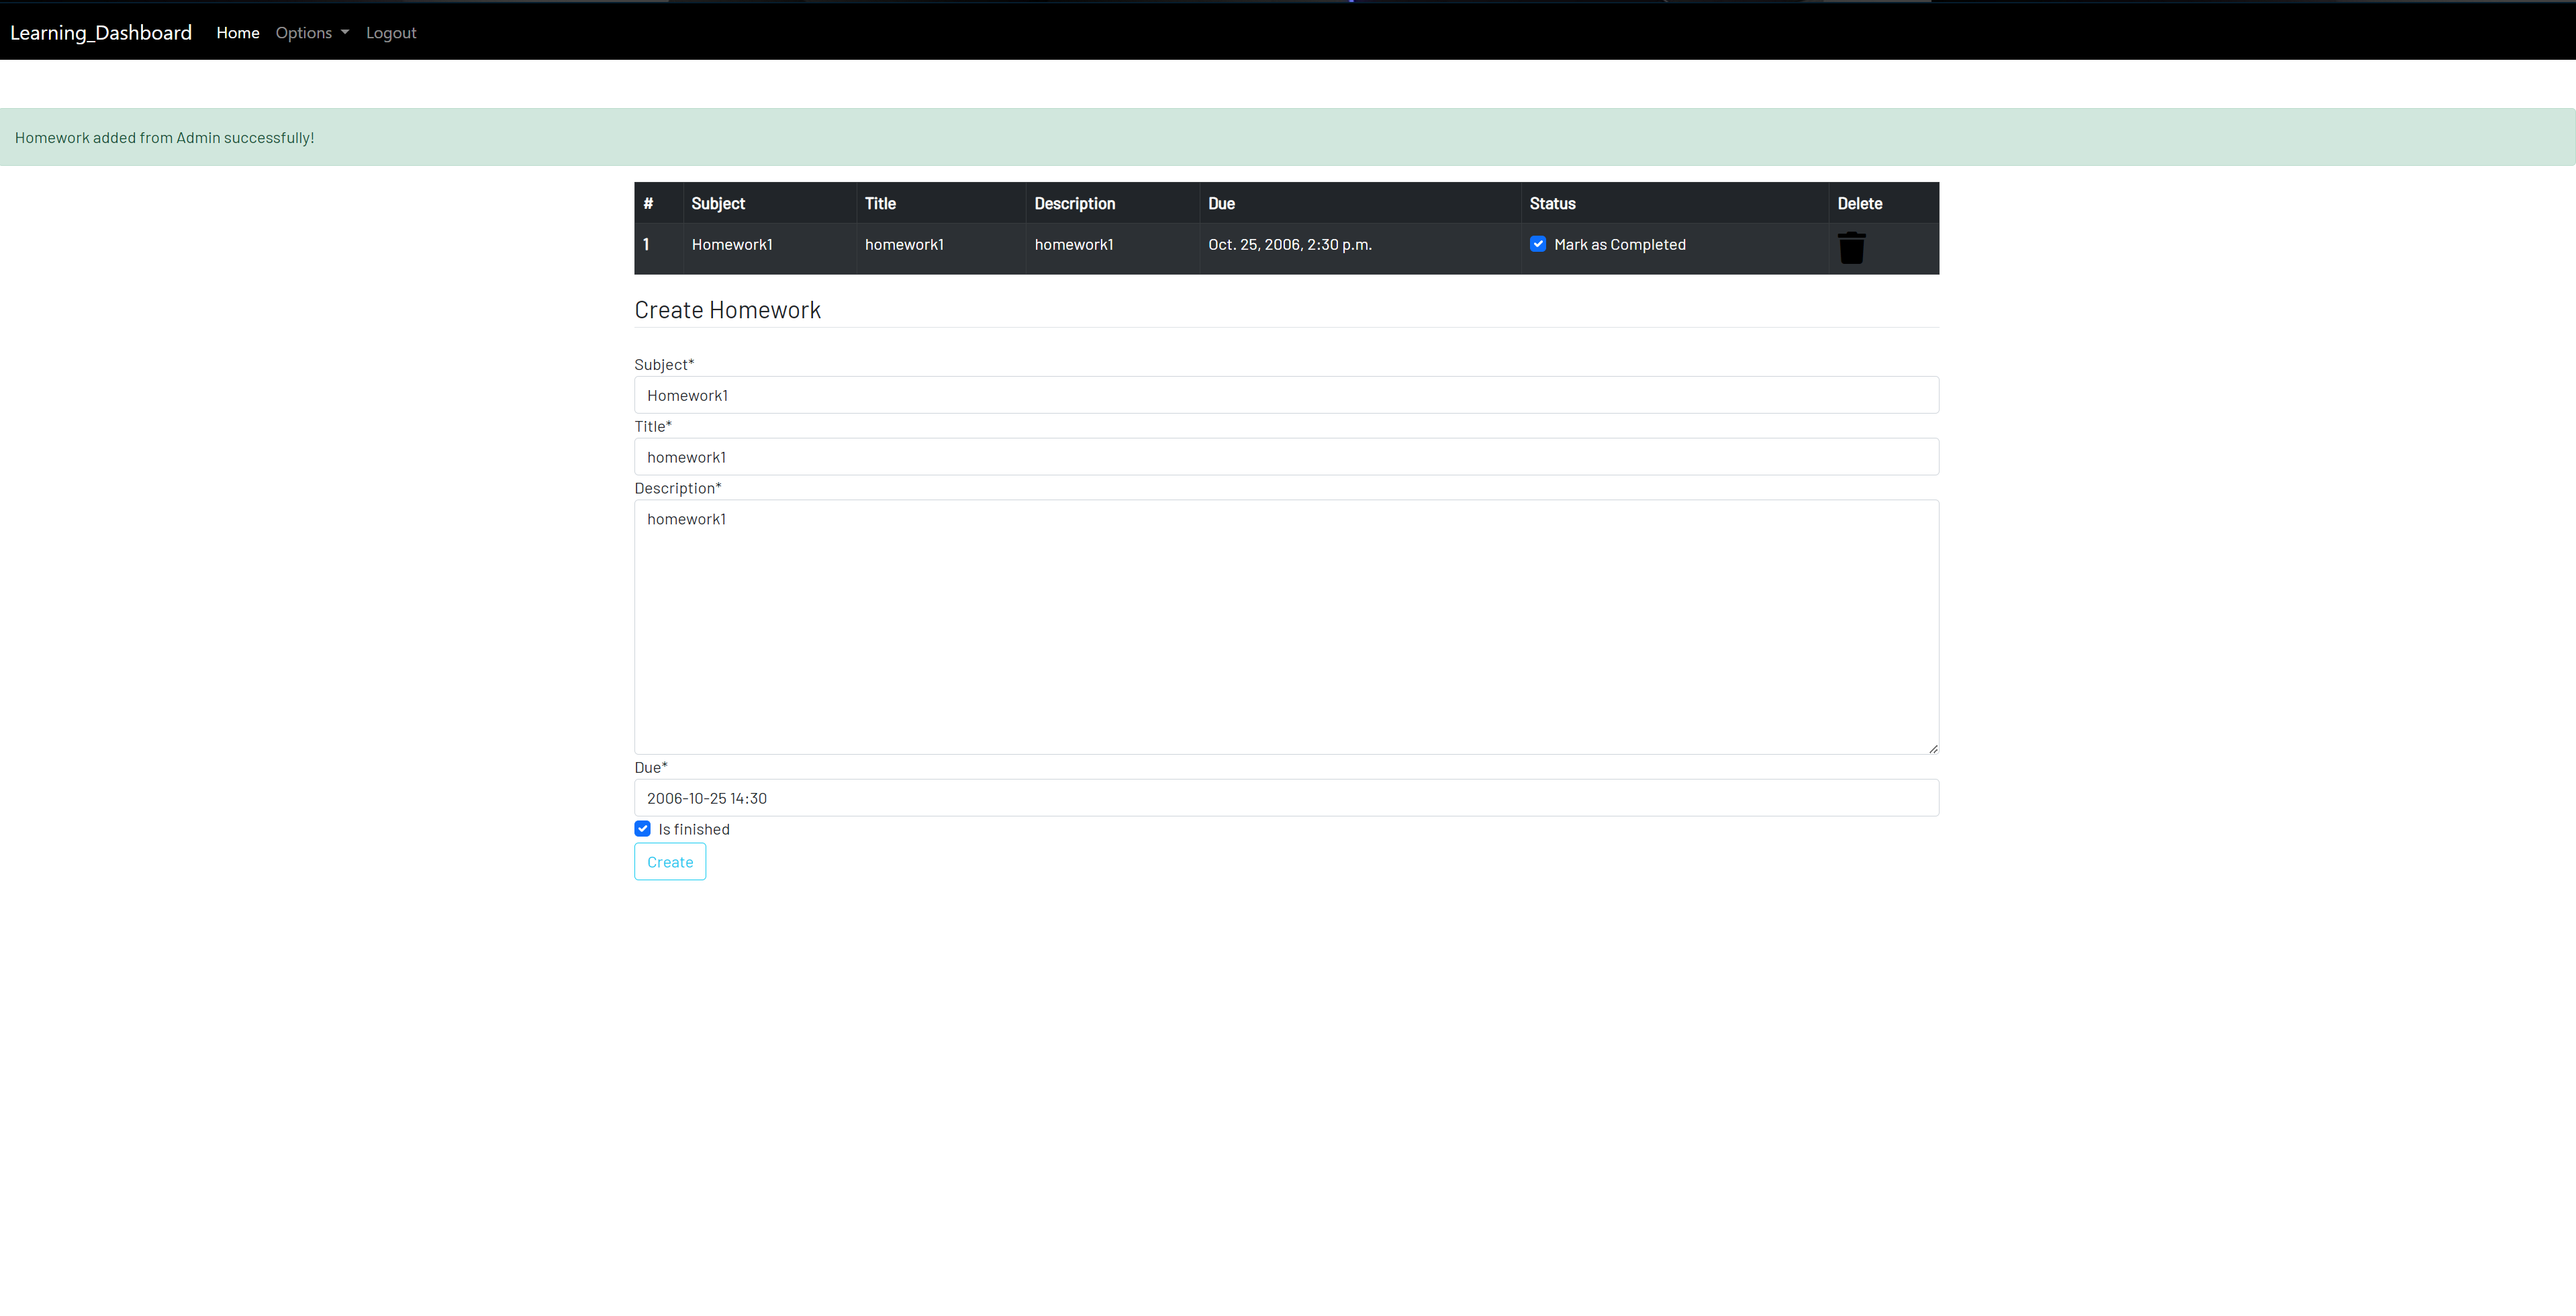 Learning_Dashboard Home Options Logout
Homework added from Admin successfully!
# Subject Title Description Due Status Delete
1 Homework1 homework1 homework1 Oct. 25, 2006, 2:30 p.m. Mark as Completed
Create Homework
Subject*
Homework1
Title*
homework1
Description*
homework1
Due*
2006-10-25 14:30
Is finished
Create